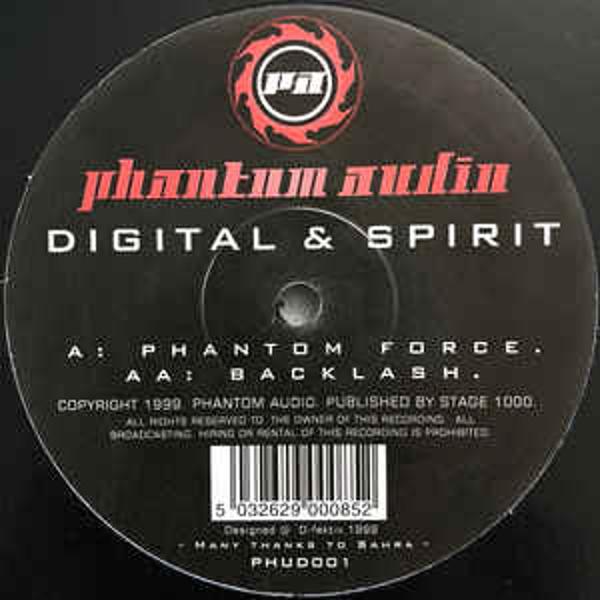 PA
phantom audio
DIGITAL & SPIRIT
A: PHANTOM FORCE.
AA: BACKLASH.
COPYRIGHT 1999. PHANTOM AUDIO. PUBLISHED BY STAGE 1000.
ALL RIGHTS RESERVED TO THE OWNER OF THIS RECORDING. ALL
BROADCASTING, HIRING OR RENTAL OF THIS RECORDING IS PROHIBITED.
5 032629 000852
Designed @ D-fektiv 1999
- MANY THANKS TO SAHRA -
PHUD001